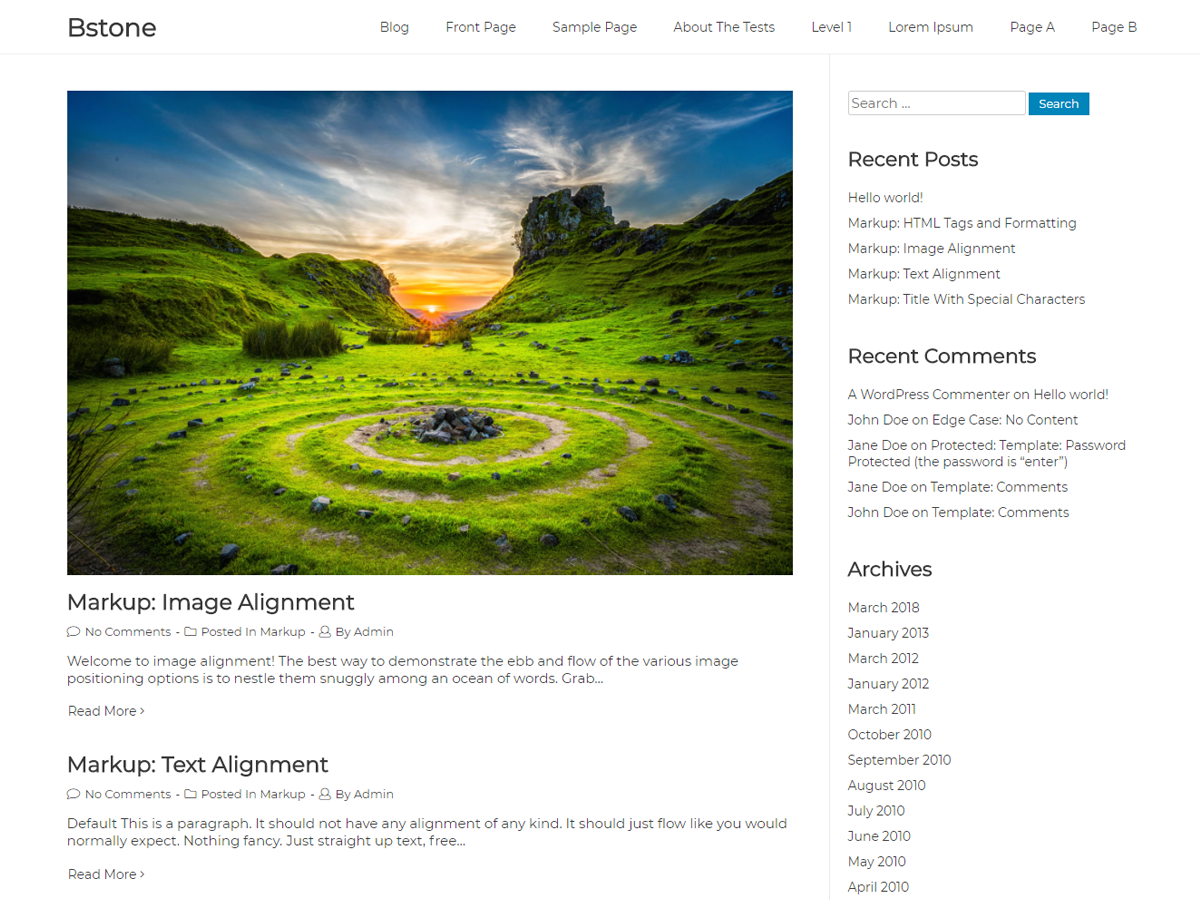 Bstone
Blog Front Page Sample Page About The Tests Level 1 Lorem Ipsum Page A Page B
Markup: Image Alignment
No Comments - Posted In Markup - By Admin
Welcome to image alignment! The best way to demonstrate the ebb and flow of the various image
positioning options is to nestle them snuggly among an ocean of words. Grab...
Read More ›
Markup: Text Alignment
No Comments - Posted In Markup - By Admin
Default This is a paragraph. It should not have any alignment of any kind. It should just flow like you would
normally expect. Nothing fancy. Just straight up text, free...
Read More ›
Search ... Search
Recent Posts
Hello world!
Markup: HTML Tags and Formatting
Markup: Image Alignment
Markup: Text Alignment
Markup: Title With Special Characters
Recent Comments
A WordPress Commenter on Hello world!
John Doe on Edge Case: No Content
Jane Doe on Protected: Template: Password
Protected (the password is “enter”)
Jane Doe on Template: Comments
John Doe on Template: Comments
Archives
March 2018
January 2013
March 2012
January 2012
March 2011
October 2010
September 2010
August 2010
July 2010
June 2010
May 2010
April 2010